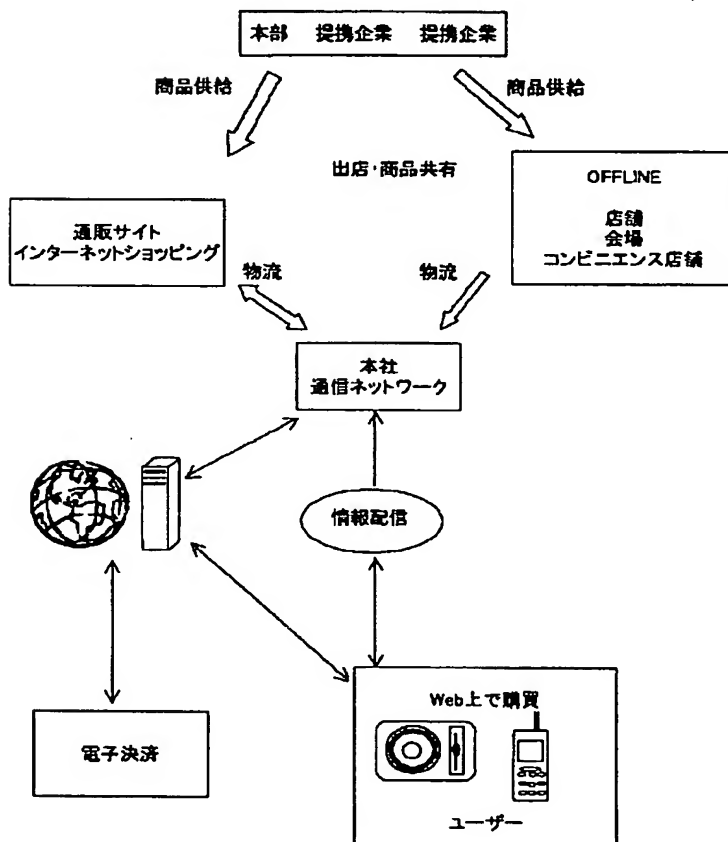 本部 提携企業 提携企業
商品供給
商品供給
出店・商品共有
OFFLINE
店舗
会場
コンビニエンス店舗
通販サイト
インターネットショッピング
物流
物流
本社
通信ネットワーク
情報配信
電子決済
Web上で購買
ユーザー